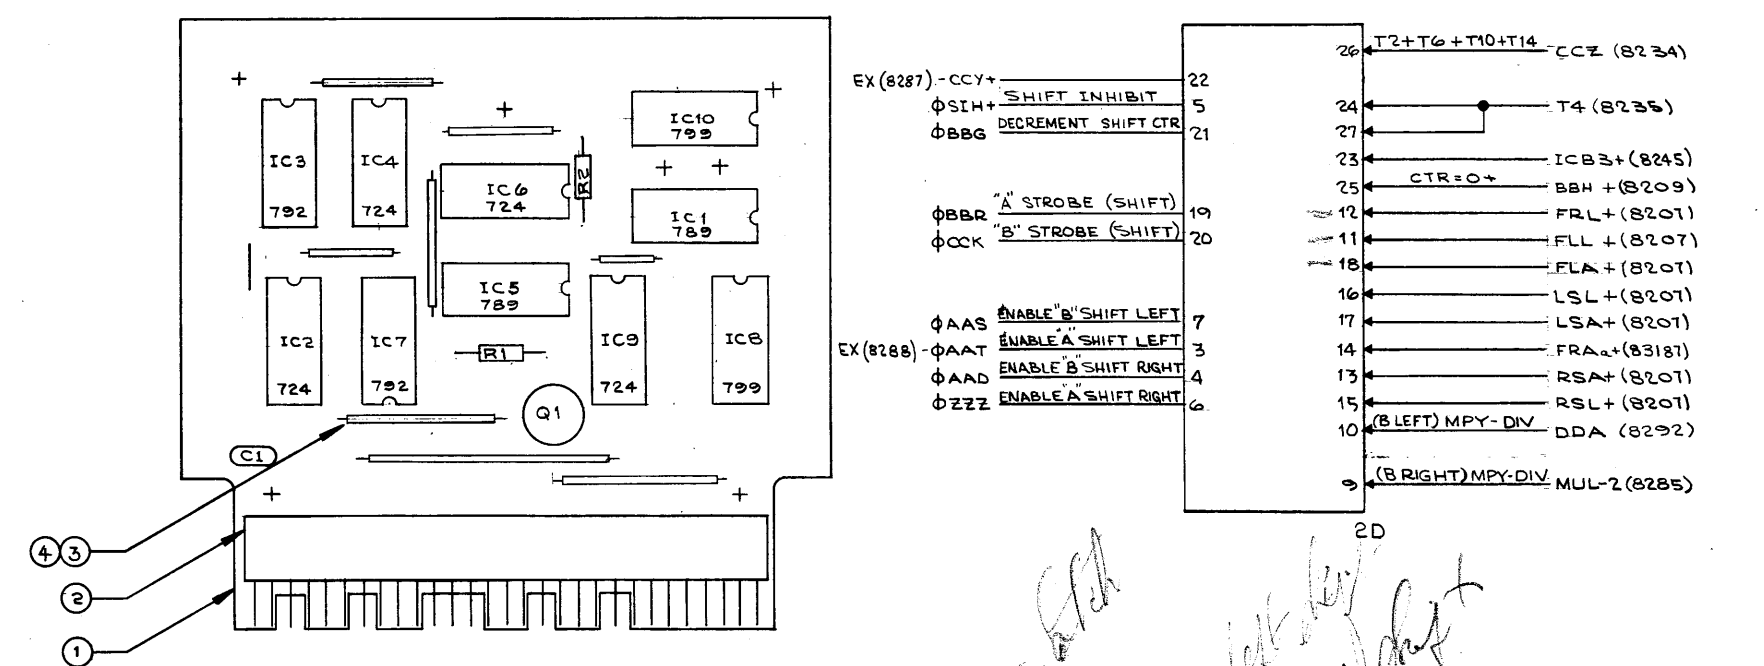 IC3
792
IC4
724
IC6
724
R2
IC10
799
IC1
789
IC5
789
IC2
724
IC7
792
R1
IC9
724
IC8
799
Q1
C1
4 3
2
1
EX (8287) - CCY+ 22
ΦSIH+ SHIFT INHIBIT 5
ΦBBG DECREMENT SHIFT CTR 21
ΦBBR "A" STROBE (SHIFT) 19
ΦCCK "B" STROBE (SHIFT) 20
ΦAAS ENABLE "B" SHIFT LEFT 7
EX (8288) - ΦAAT ENABLE "A" SHIFT LEFT 3
ΦAAD ENABLE "B" SHIFT RIGHT 4
ΦZZZ ENABLE "A" SHIFT RIGHT 6
26 T2+T6+T10+T14 CCZ (8234)
24 T4 (8235)
27
23 ICB3+ (8245)
25 CTR=0+ BBH + (8209)
12 FRL+ (8207)
11 FLL + (8207)
18 FLA + (8207)
16 LSL + (8207)
17 LSA+ (8207)
14 FRAa+ (83187)
13 RSA+ (8207)
15 RSL+ (8207)
10 (B LEFT) MPY-DIV DDA (8292)
9 (B RIGHT) MPY-DIV MUL-2 (8285)
2D